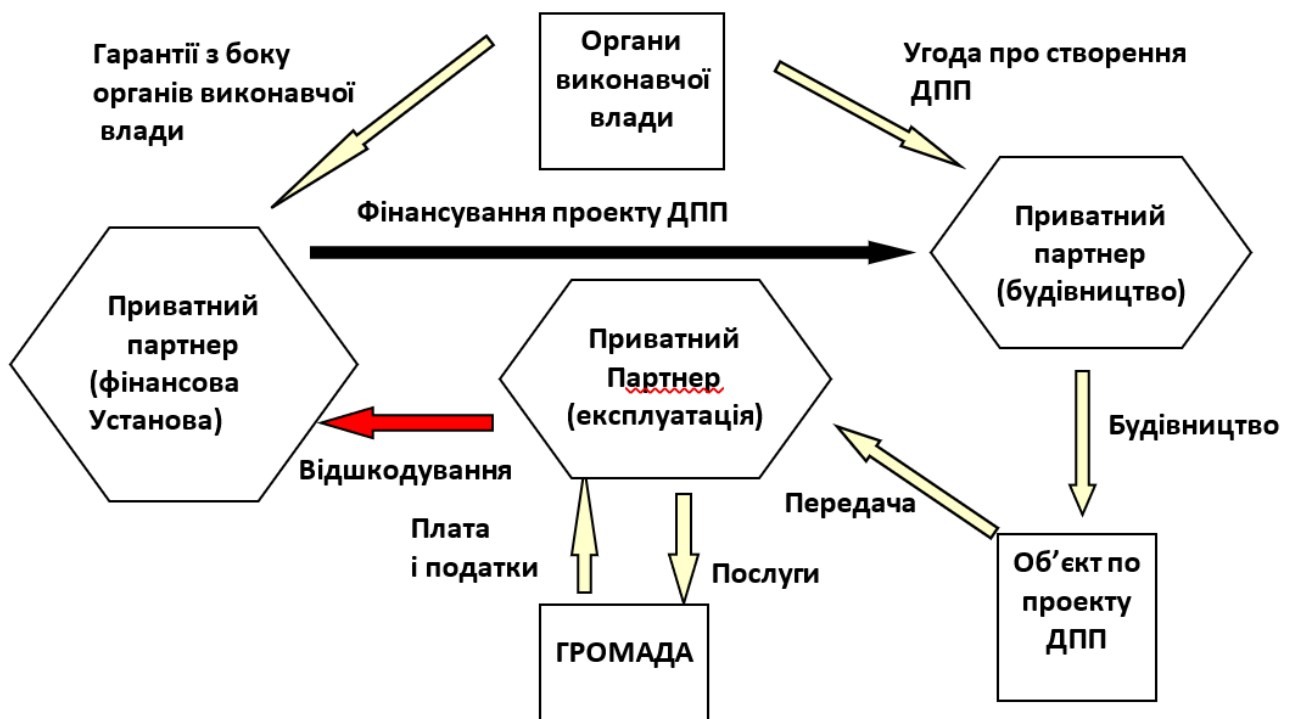 Гарантії з боку
органів виконавчої
влади
Органи
виконавчої
влади
Угода про створення
ДПП
Фінансування проекту ДПП
Приватний
партнер
(будівництво)
Приватний
партнер
(фінансова
Установа)
Приватний
Партнер
(експлуатація)
Відшкодування
Будівництво
Передача
Плата
і податки
Послуги
Об’єкт по
проекту
ДПП
ГРОМАДА